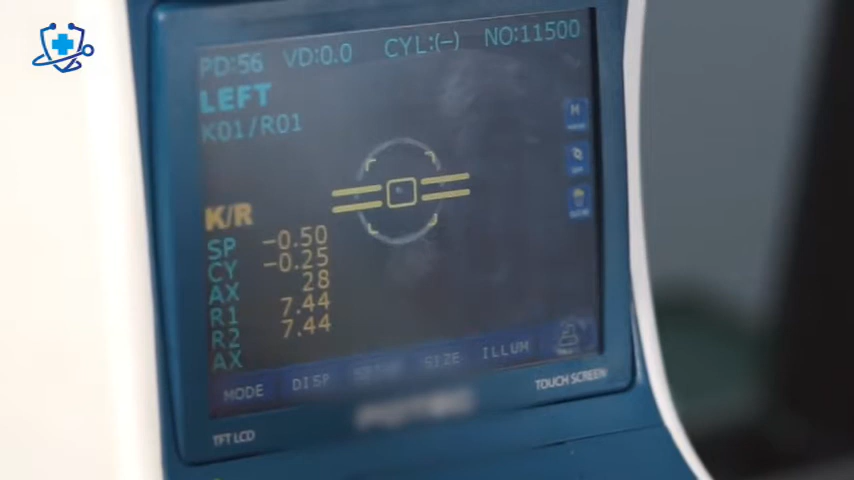 PD:56 VD:0.0 CYL:(-) NO:11500
LEFT
K01/R01
K/R
SP -0.50
CY -0.25
AX 28
R1 7.44
R2 7.44
AX
MODE DISP SIZE ILLUM
TOUCH SCREEN
TFT LCD